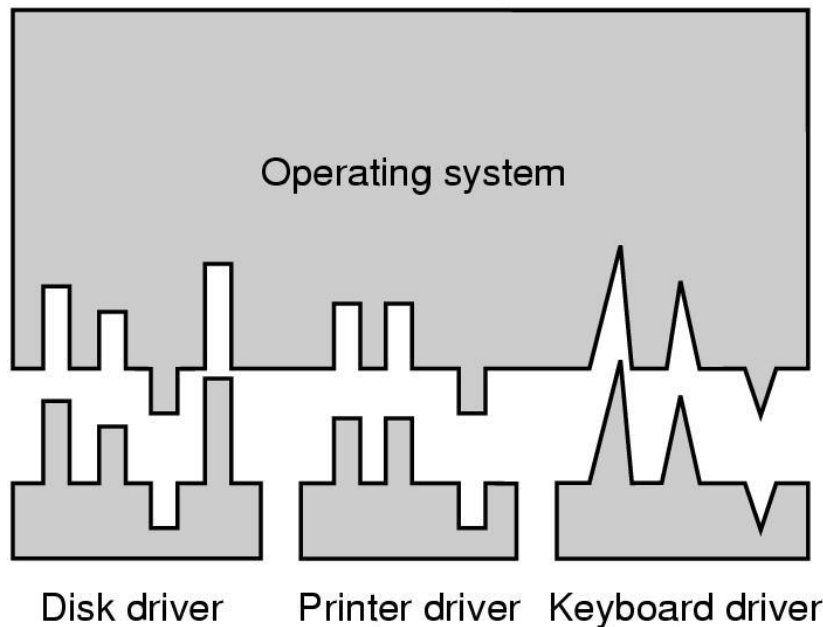 Operating system
Disk driver
Printer driver
Keyboard driver